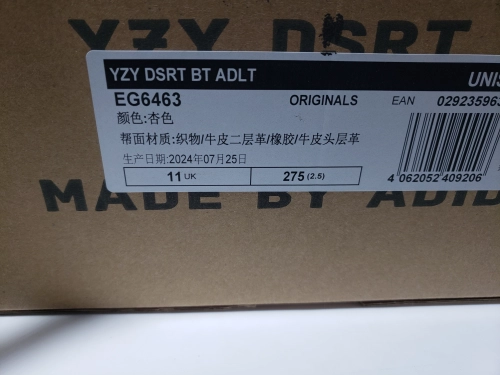 YZY DSRT
YZY DSRT BT ADLT
UNIS
EG6463
ORIGINALS
EAN
029235963
颜色:杏色
帮面材质:织物/牛皮二层革/橡胶/牛皮头层革
生产日期:2024年07月25日
11 UK
275 (2.5)
4 062052 409206
MADE BY ADID